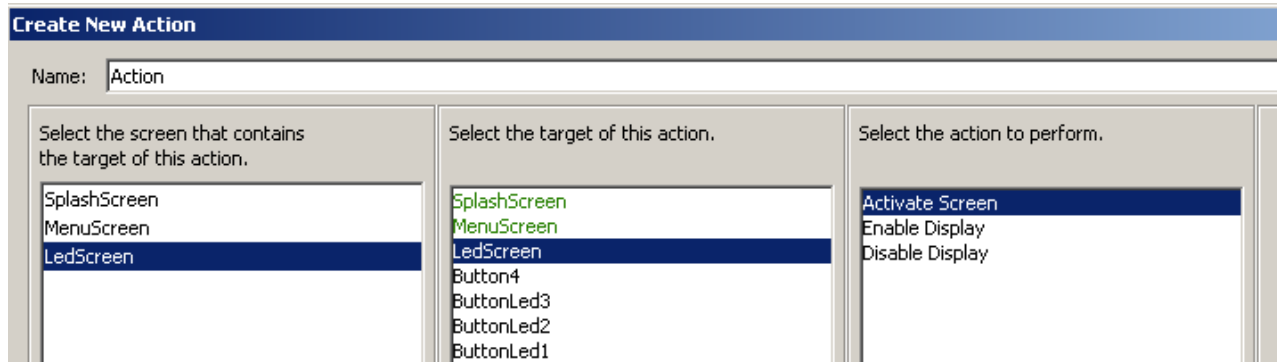 Create New Action
Name: Action
Select the screen that contains
the target of this action.
SplashScreen
MenuScreen
LedScreen
Select the target of this action.
SplashScreen
MenuScreen
LedScreen
Button4
ButtonLed3
ButtonLed2
ButtonLed1
Select the action to perform.
Activate Screen
Enable Display
Disable Display